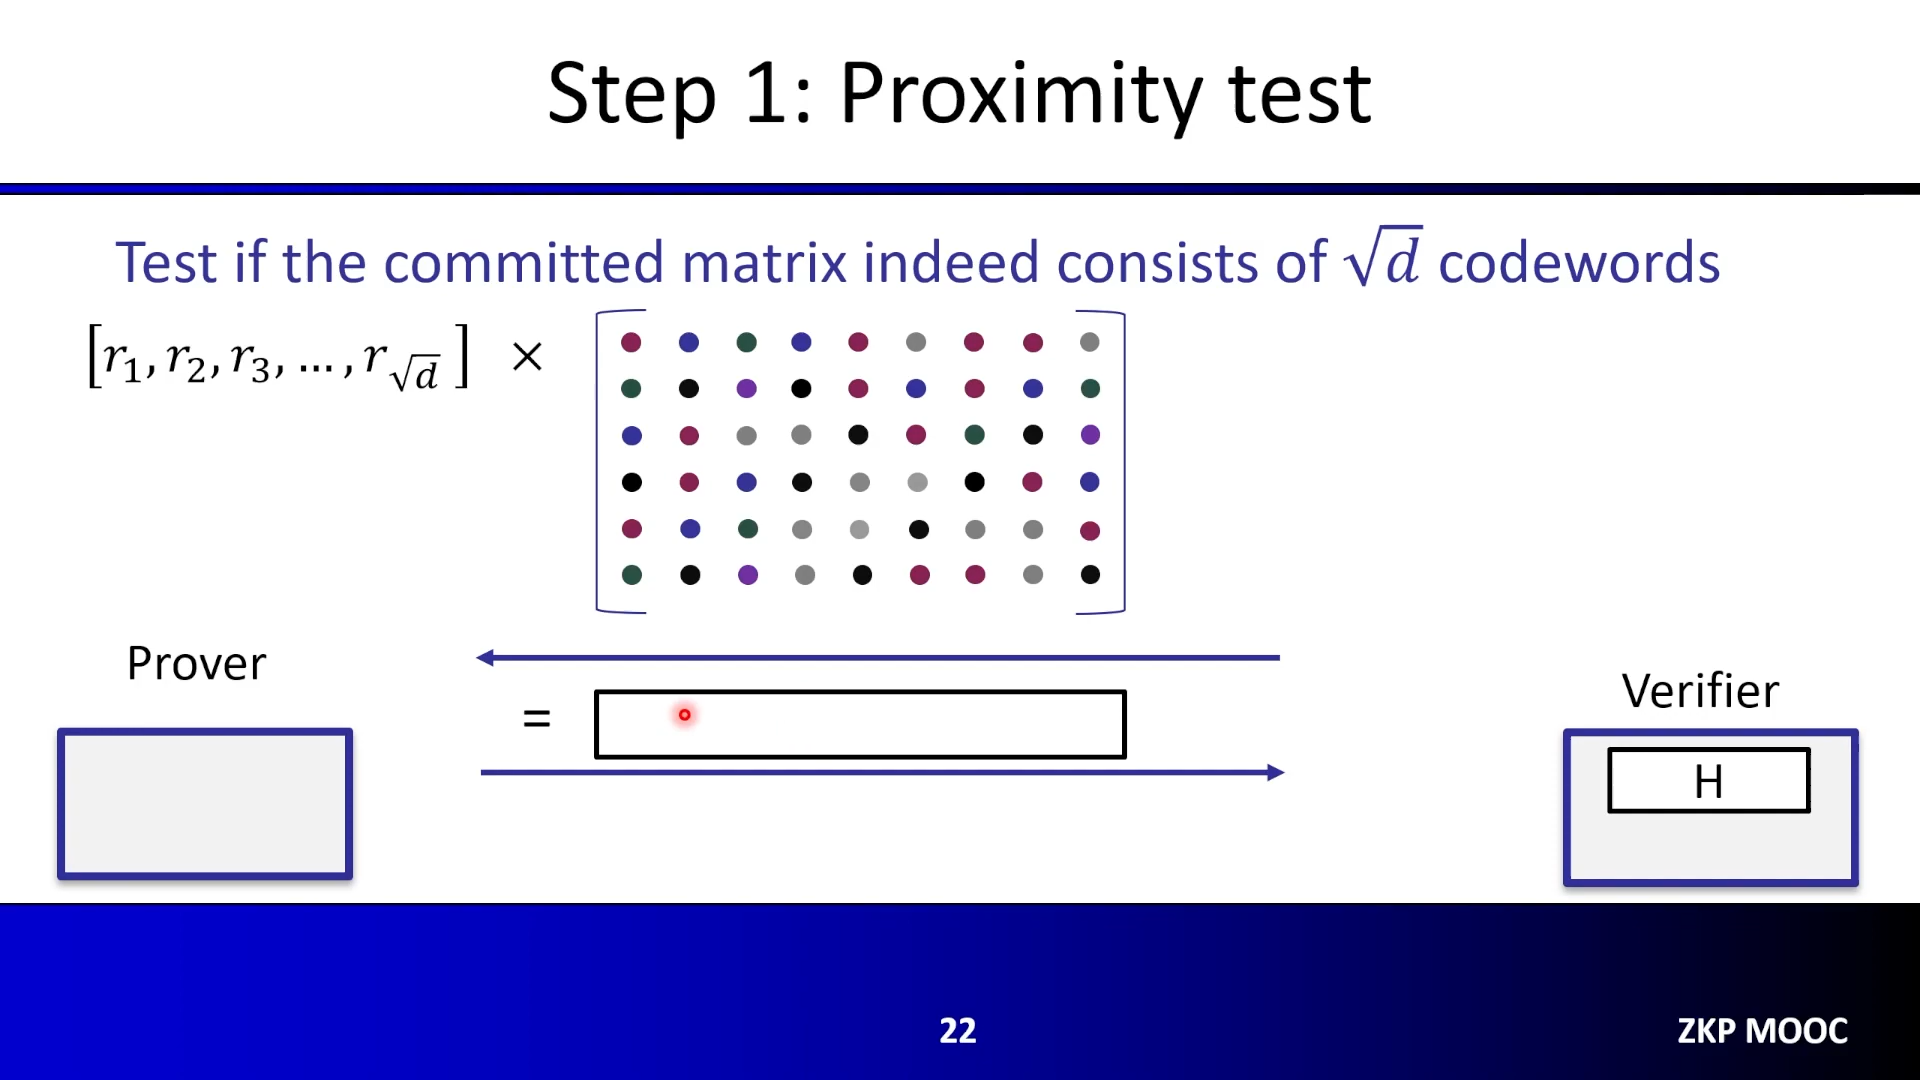 Step 1: Proximity test
Test if the committed matrix indeed consists of √d codewords
[r₁, r₂, r₃, …, r_√d] ×
Prover
=
Verifier
H
22
ZKP MOOC